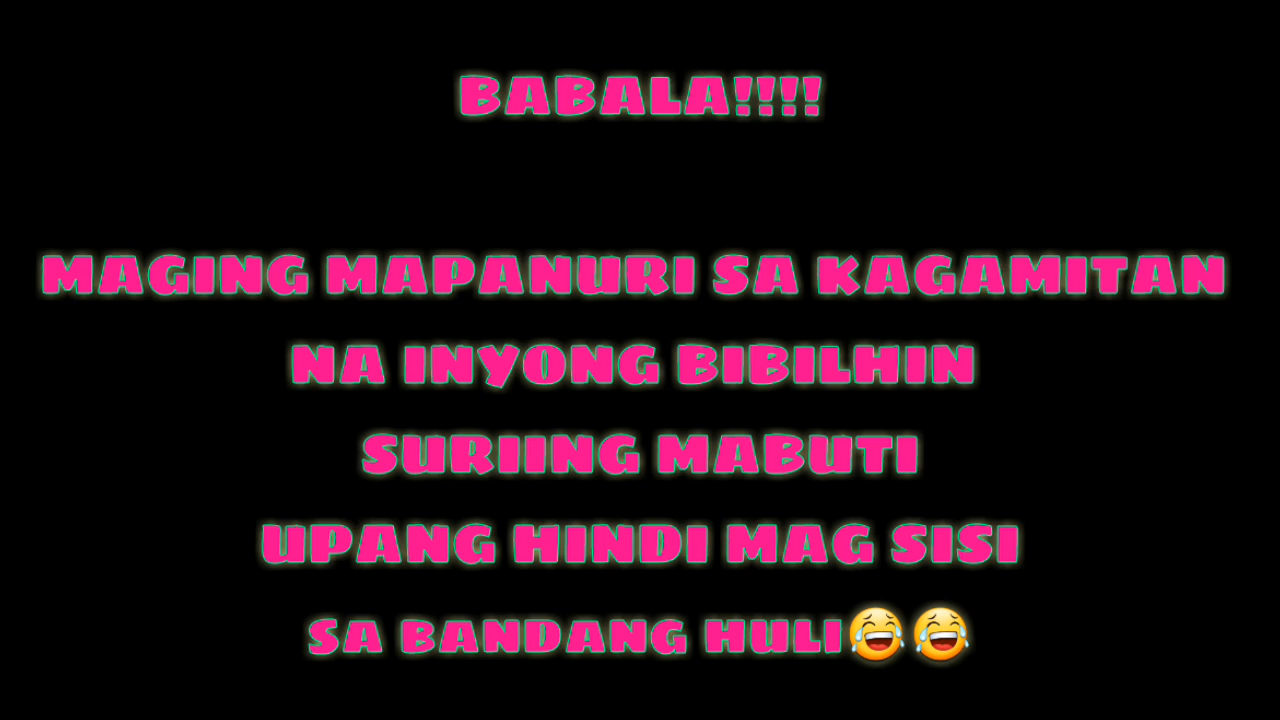 BABALA!!!!
MAGING MAPANURI SA KAGAMITAN
NA INYONG BIBILHIN
SURIING MABUTI
UPANG HINDI MAG SISI
SA BANDANG HULI😂😂